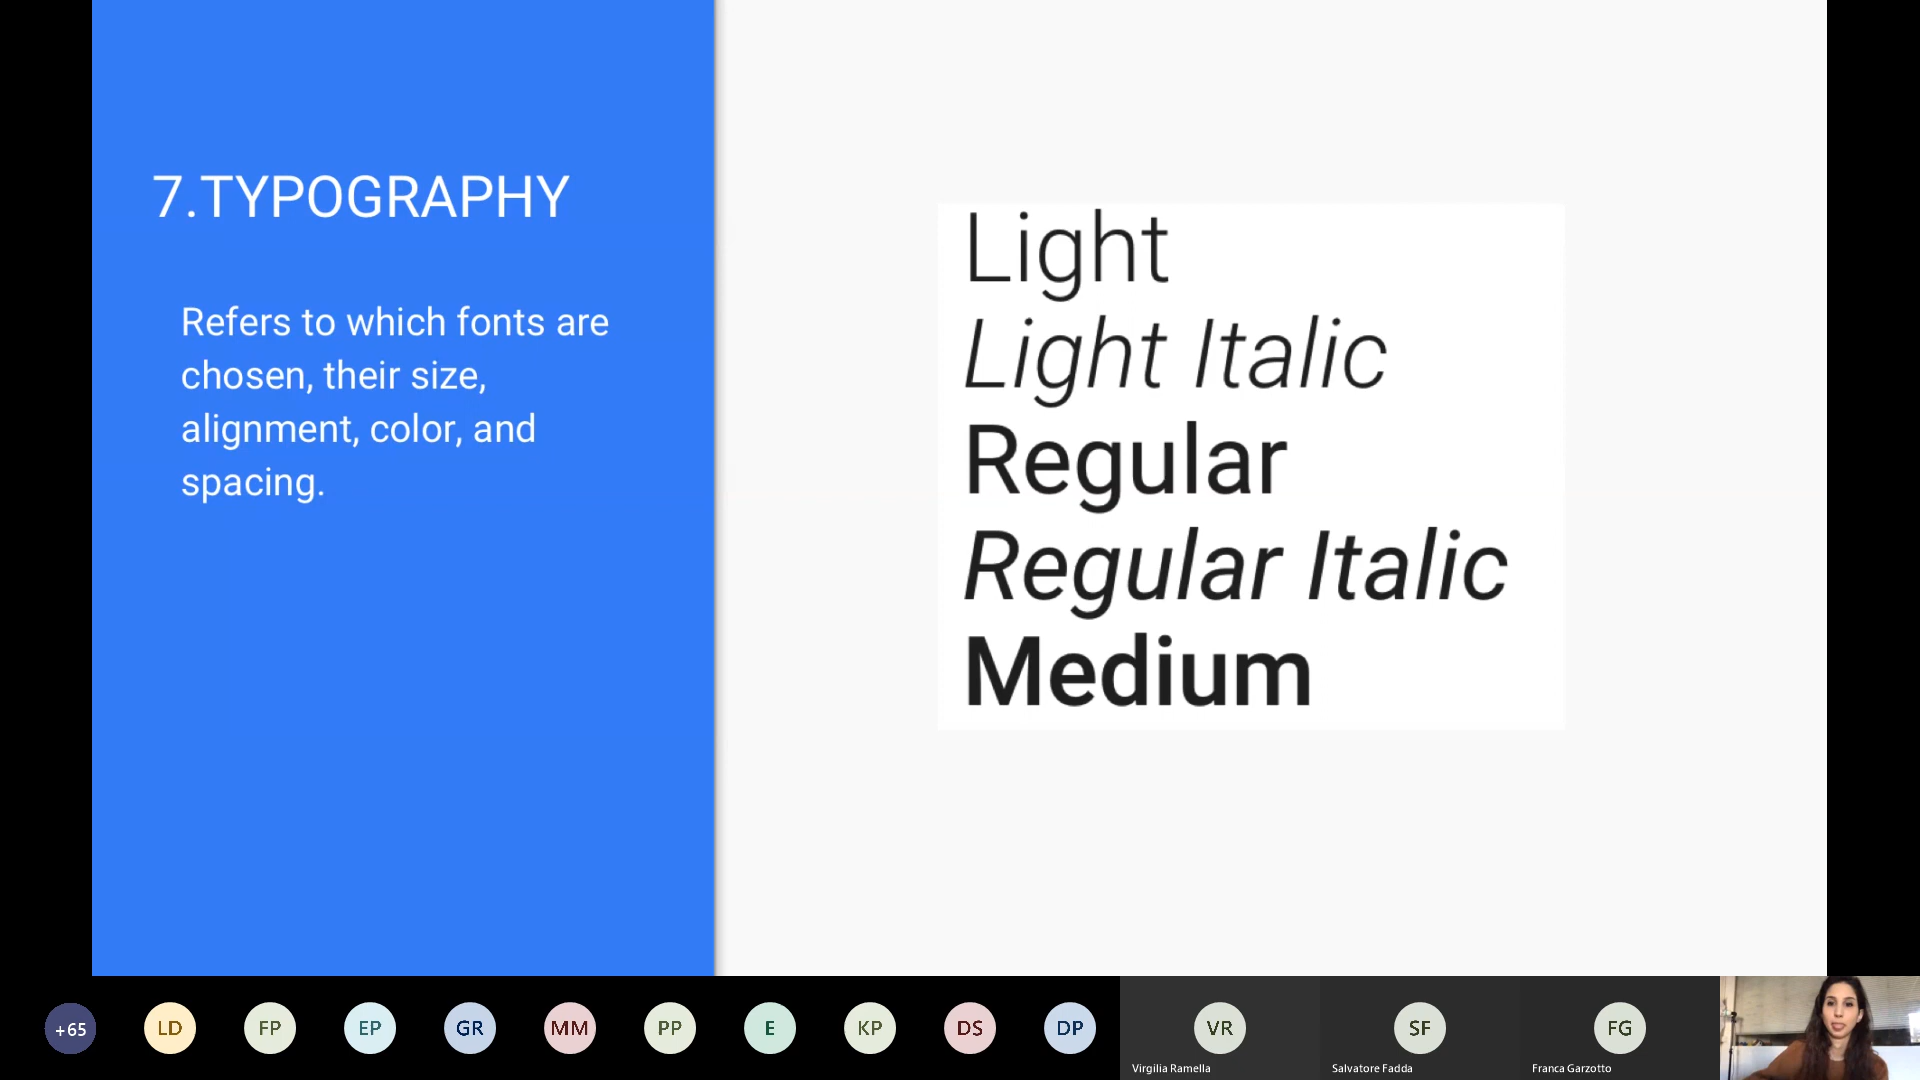 7.TYPOGRAPHY
Refers to which fonts are
chosen, their size,
alignment, color, and
spacing.
Light
Light Italic
Regular
Regular Italic
Medium
+65
LD
FP
EP
GR
MM
PP
E
KP
DS
DP
VR
SF
FG
Virgilia Ramella
Salvatore Fadda
Franca Garzotto